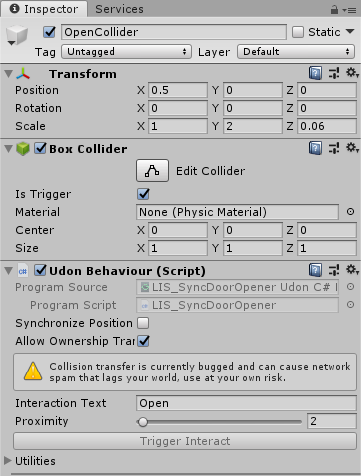 Inspector Services
OpenCollider Static
Tag Untagged Layer Default
Transform
Position X 0.5 Y 0 Z 0
Rotation X 0 Y 0 Z 0
Scale X 1 Y 2 Z 0.06
Box Collider
Edit Collider
Is Trigger
Material None (Physic Material)
Center X 0 Y 0 Z 0
Size X 1 Y 1 Z 1
Udon Behaviour (Script)
Program Source LIS_SyncDoorOpener Udon C#
Program Script LIS_SyncDoorOpener
Synchronize Position
Allow Ownership Tran
Collision transfer is currently bugged and can cause network
spam that lags your world, use at your own risk.
Interaction Text Open
Proximity 2
Trigger Interact
Utilities